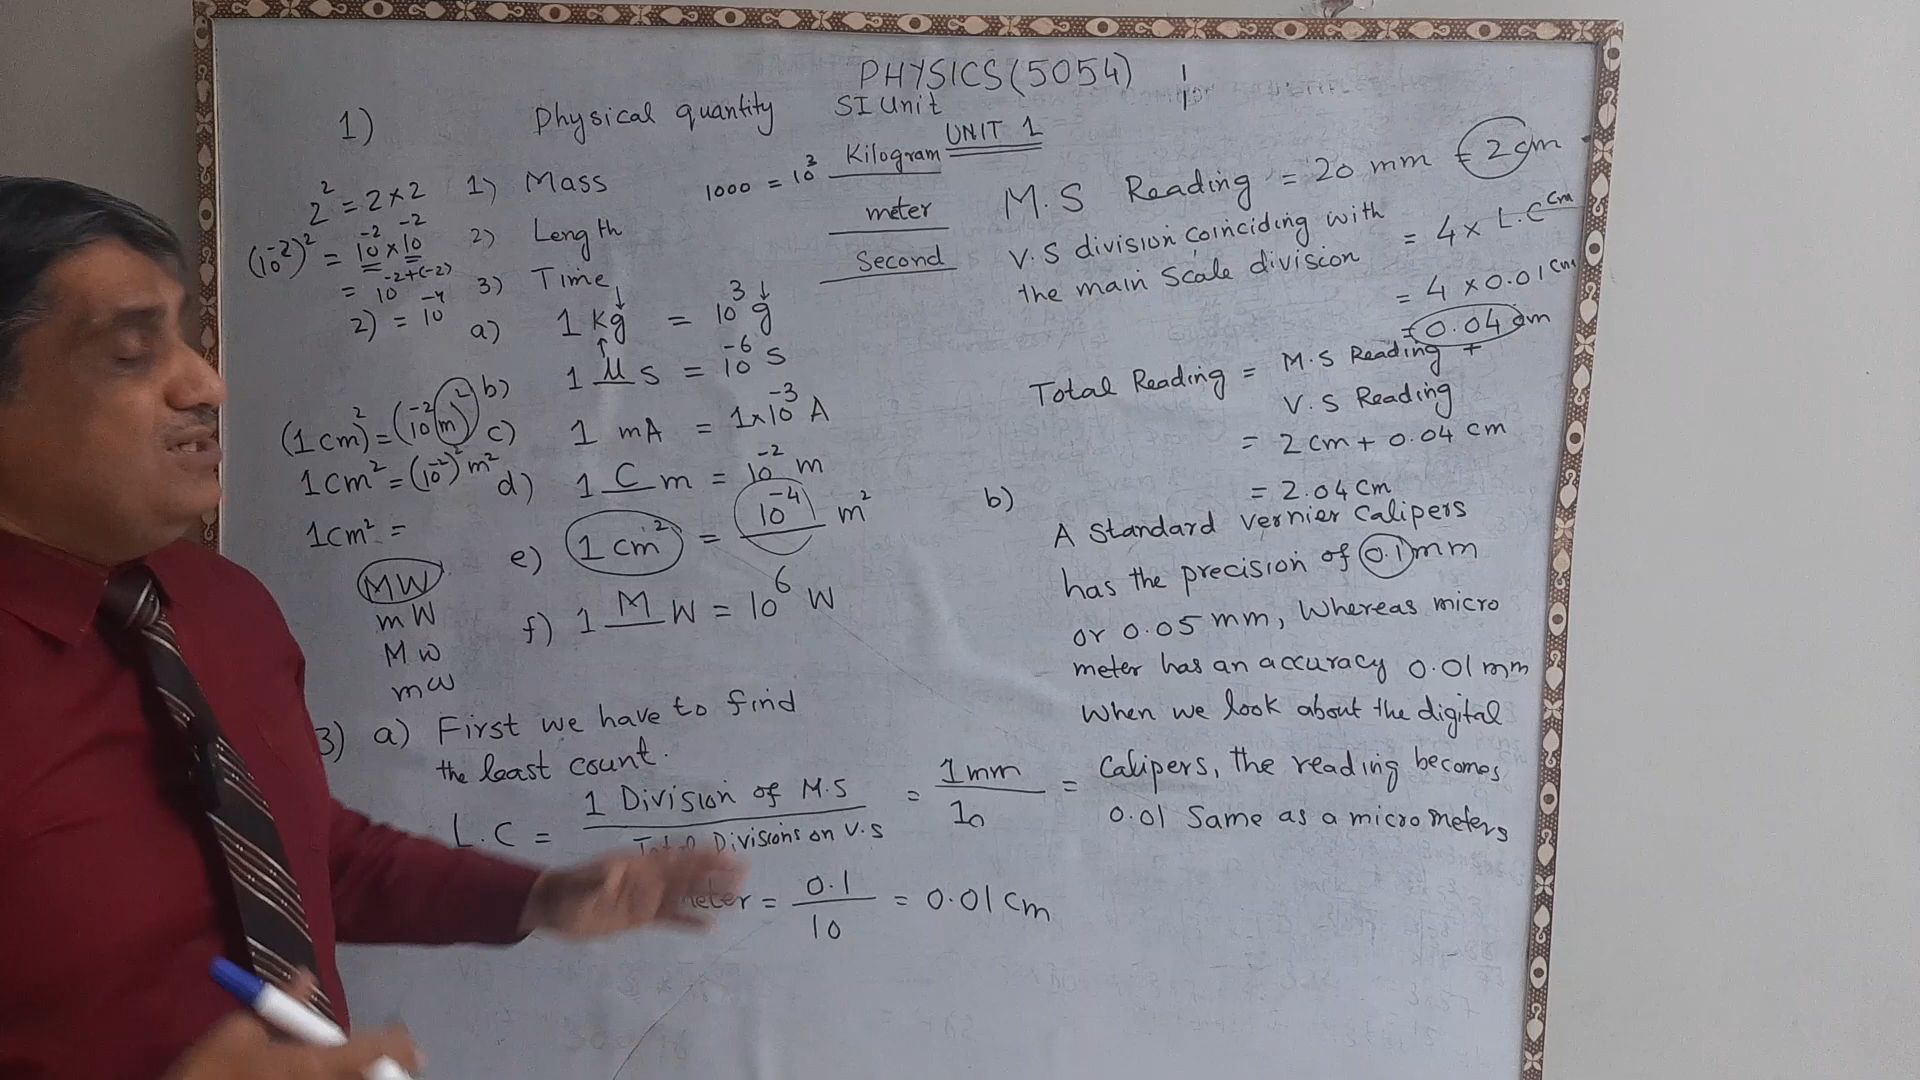 PHYSICS (5054)
1) Physical quantity SI Unit
UNIT 1
1) Mass 1000 = 10³ Kilogram
2) Length meter
3) Time Second
2² = 2×2
(10⁻²)² = 10⁻² × 10⁻²
= 10⁻²⁺⁽⁻²⁾
2) = 10⁻⁴
a) 1 kg = 10³ g
b) 1 μ s = 10⁻⁶ s
c) 1 mA = 1×10⁻³ A
d) 1 C m = 10⁻² m
e) 1 cm² = 10⁻⁴ m²
f) 1 M W = 10⁶ W
(1cm)² = (10⁻² m)²
1cm² = (10⁻²)² m²
1cm² =
MW
mW
MW
mW
3) a) First we have to find
the least count.
L.C = 1 Division of M.S / Total Divisions on V.S = 1mm / 10 =
meter = 0.1 / 10 = 0.01 cm
M.S Reading = 20 mm = 2 cm
V.S division coinciding with
the main Scale division
= 4 × L.C cm
= 4 × 0.01 cm
= 0.04 cm
Total Reading = M.S Reading +
V.S Reading
= 2 cm + 0.04 cm
= 2.04 cm
b)
A Standard vernier Calipers
has the precision of 0.1 mm
or 0.05 mm, Whereas micro
meter has an accuracy 0.01 mm
When we look about the digital
Calipers, the reading becomes
0.01 Same as a micrometers